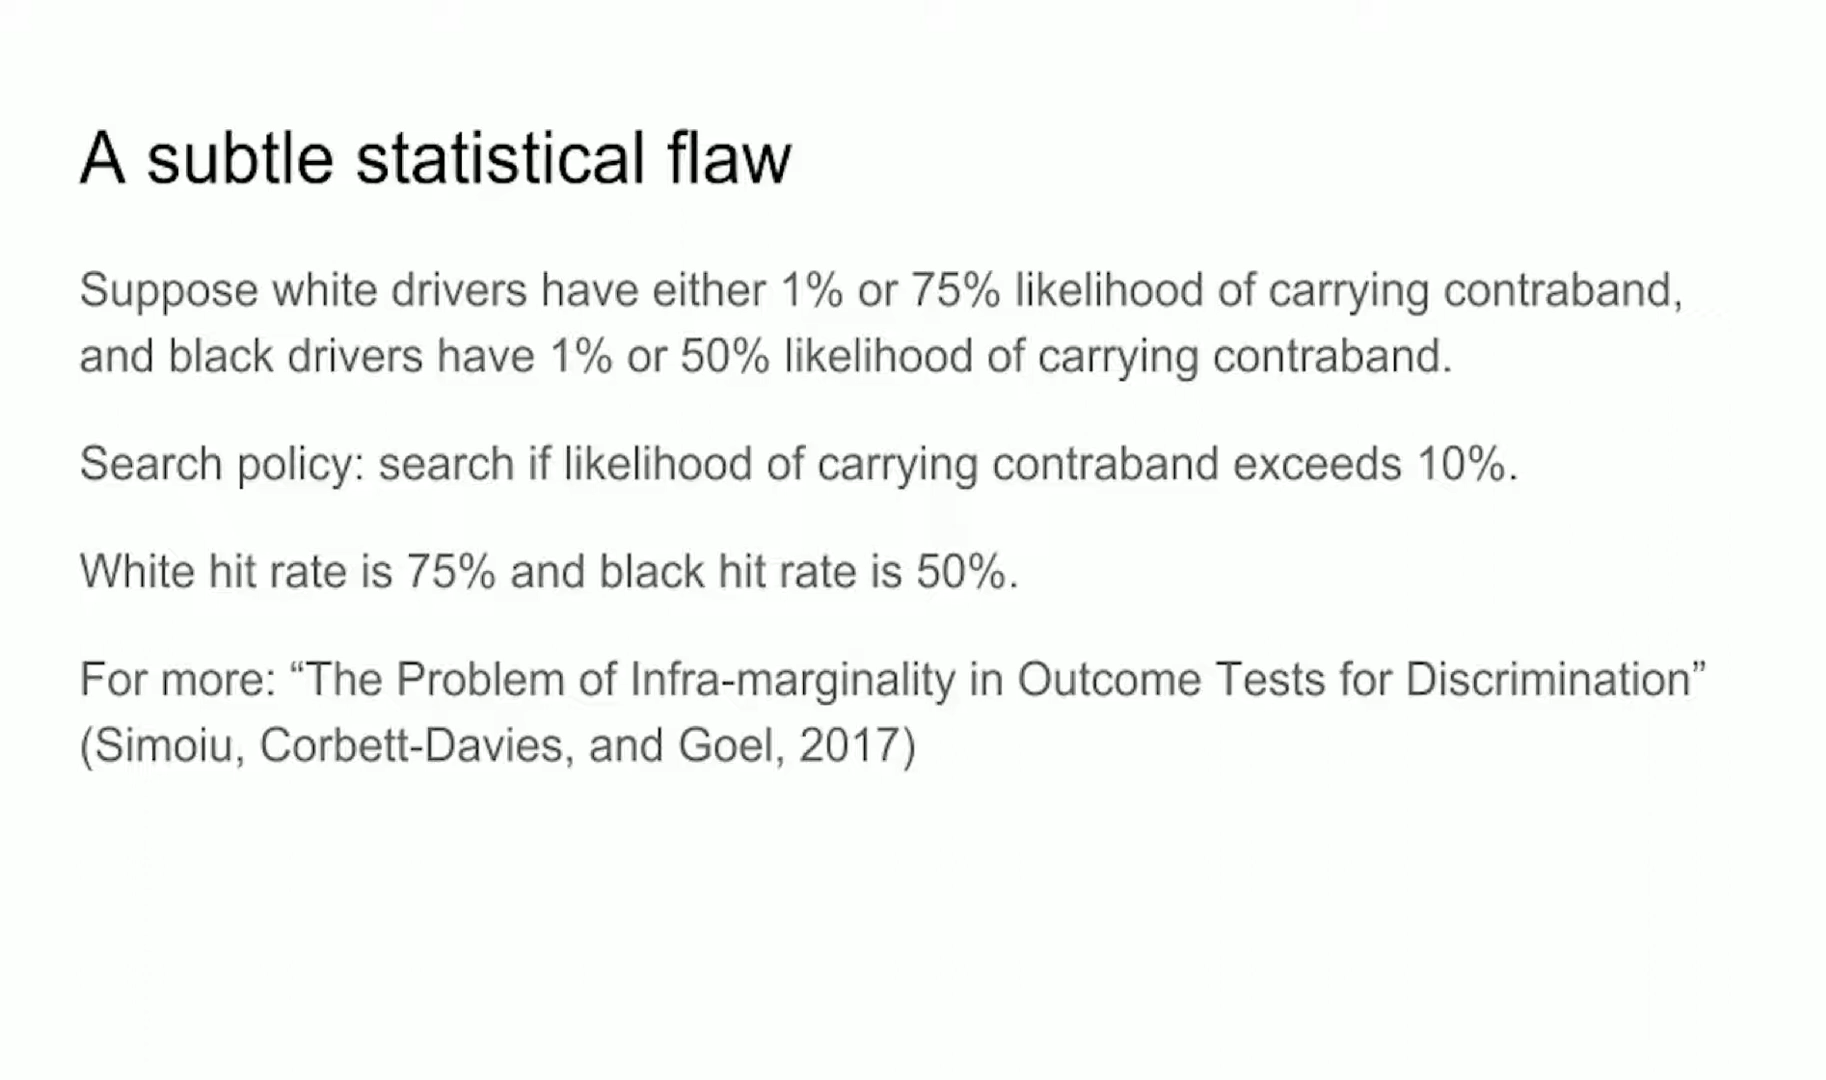 A subtle statistical flaw
Suppose white drivers have either 1% or 75% likelihood of carrying contraband,
and black drivers have 1% or 50% likelihood of carrying contraband.
Search policy: search if likelihood of carrying contraband exceeds 10%.
White hit rate is 75% and black hit rate is 50%.
For more: “The Problem of Infra-marginality in Outcome Tests for Discrimination”
(Simoiu, Corbett-Davies, and Goel, 2017)